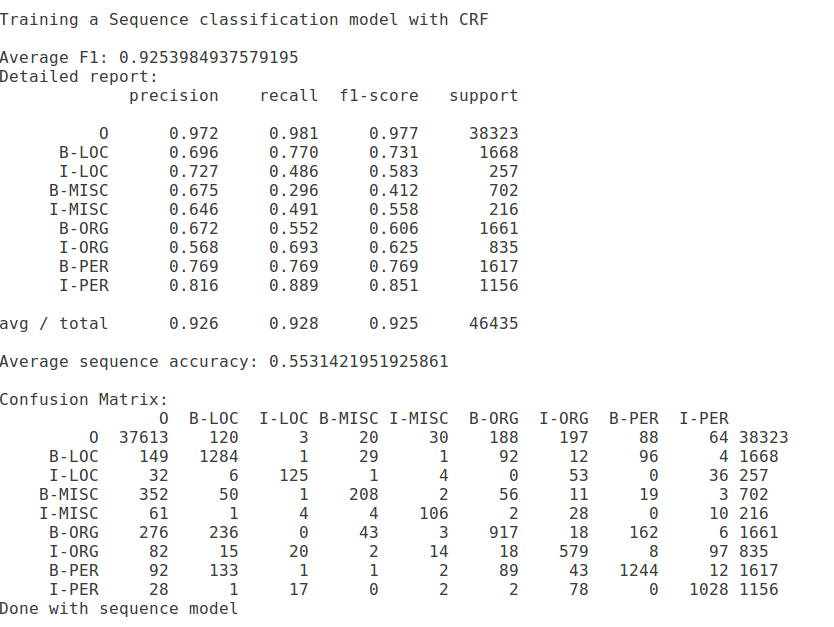 Training a Sequence classification model with CRF
Average F1: 0.9253984937579195
Detailed report:
precision recall f1-score support
O 0.972 0.981 0.977 38323
B-LOC 0.696 0.770 0.731 1668
I-LOC 0.727 0.486 0.583 257
B-MISC 0.675 0.296 0.412 702
I-MISC 0.646 0.491 0.558 216
B-ORG 0.672 0.552 0.606 1661
I-ORG 0.568 0.693 0.625 835
B-PER 0.769 0.769 0.769 1617
I-PER 0.816 0.889 0.851 1156
avg / total 0.926 0.928 0.925 46435
Average sequence accuracy: 0.5531421951925861
Confusion Matrix:
O B-LOC I-LOC B-MISC I-MISC B-ORG I-ORG B-PER I-PER
O 37613 120 3 20 30 188 197 88 64 38323
B-LOC 149 1284 1 29 1 92 12 96 4 1668
I-LOC 32 6 125 1 4 0 53 0 36 257
B-MISC 352 50 1 208 2 56 11 19 3 702
I-MISC 61 1 4 4 106 2 28 0 10 216
B-ORG 276 236 0 43 3 917 18 162 6 1661
I-ORG 82 15 20 2 14 18 579 8 97 835
B-PER 92 133 1 1 2 89 43 1244 12 1617
I-PER 28 1 17 0 2 2 78 0 1028 1156
Done with sequence model